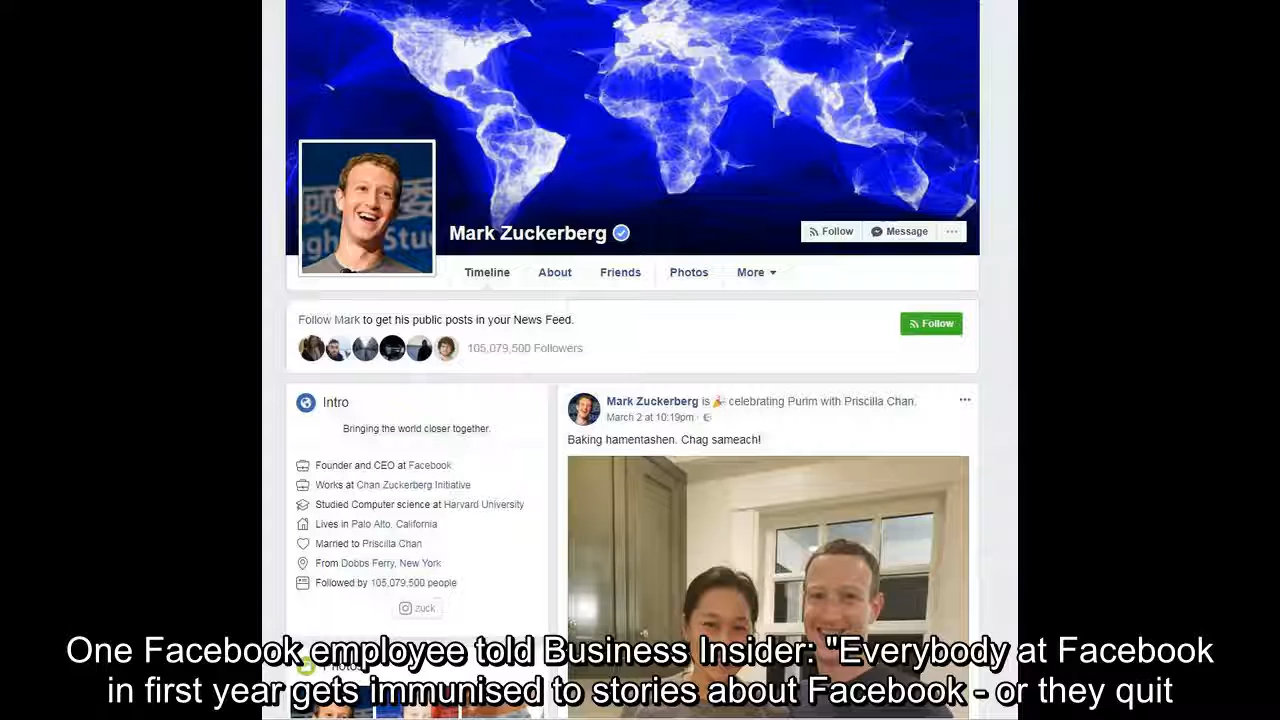 顾
委
ngh
Stu
Mark Zuckerberg
Follow
Message
Timeline
About
Friends
Photos
More
Follow Mark to get his public posts in your News Feed.
Follow
105,079,500 Followers
Intro
Bringing the world closer together.
Founder and CEO at Facebook
Works at Chan Zuckerberg Initiative
Studied Computer science at Harvard University
Lives in Palo Alto, California
Married to Priscilla Chan
From Dobbs Ferry, New York
Followed by 105,079,500 people
zuck
Mark Zuckerberg is 🎉 celebrating Purim with Priscilla Chan.
March 2 at 10:19pm ·
Baking hamentashen. Chag sameach!
Photos
One Facebook employee told Business Insider: "Everybody at Facebook
in first year gets immunised to stories about Facebook - or they quit